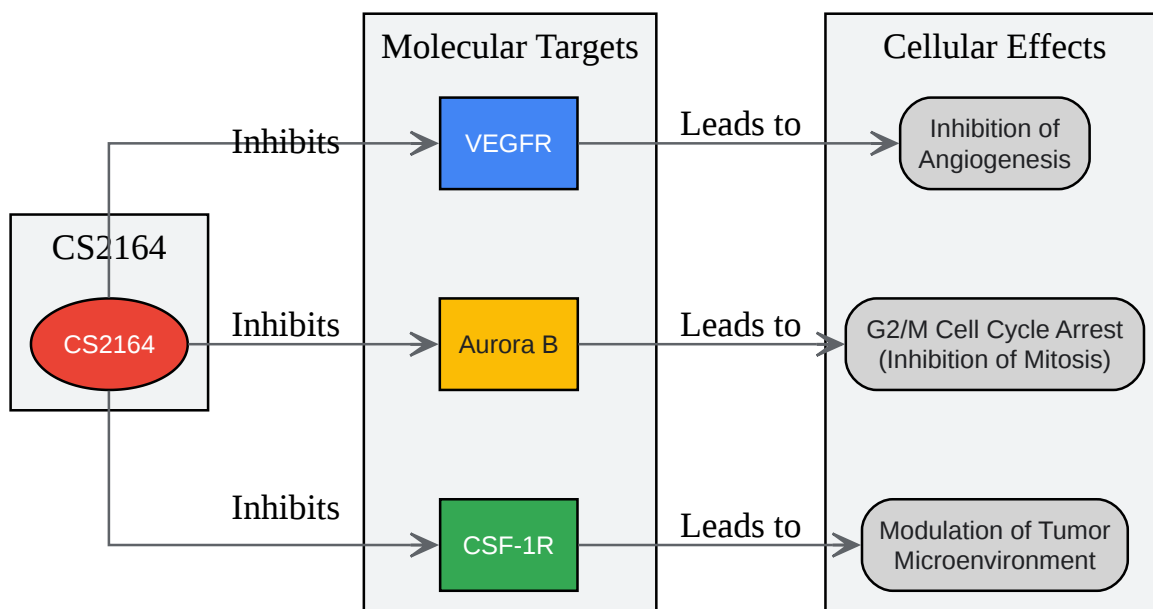 Molecular Targets
Cellular Effects
Inhibits
VEGFR
Leads to
Inhibition of
Angiogenesis
CS2164
CS2164
Inhibits
Aurora B
Leads to
G2/M Cell Cycle Arrest
(Inhibition of Mitosis)
Inhibits
CSF-1R
Leads to
Modulation of Tumor
Microenvironment